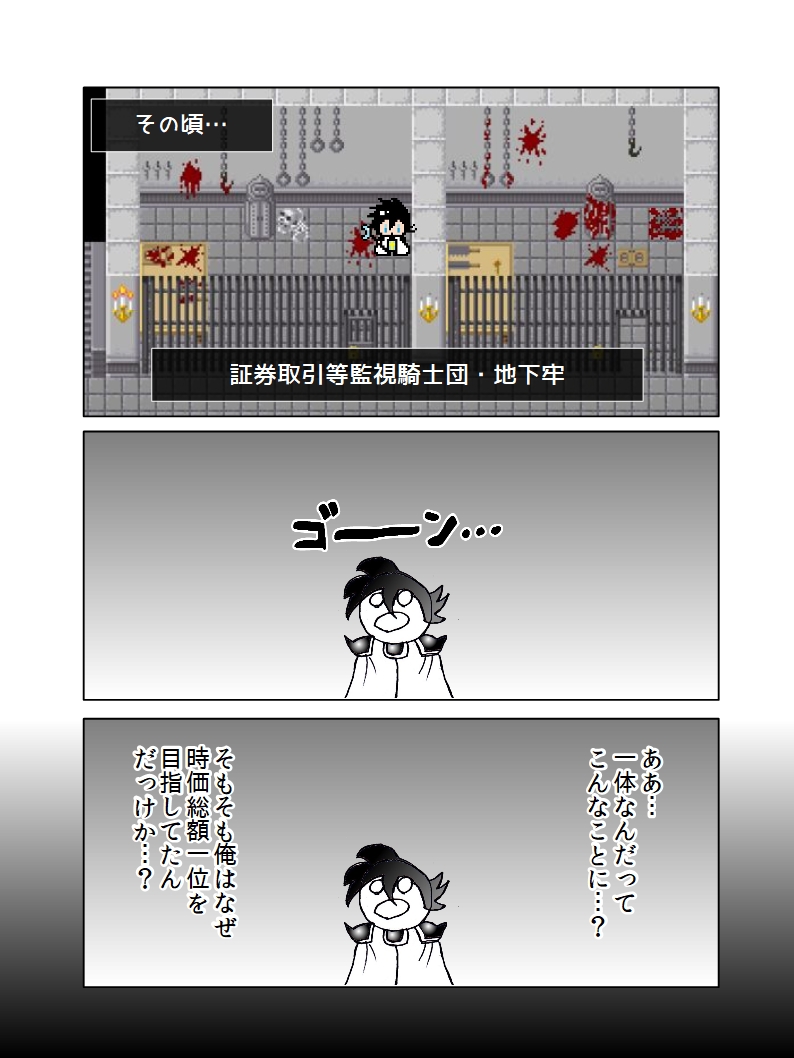 その頃…
証券取引等監視騎士団・地下牢
ゴーーン…
ああ…
一体なんだって
こんなことに…?
そもそも俺はなぜ
時価総額一位を
目指してたん
だっけか…?